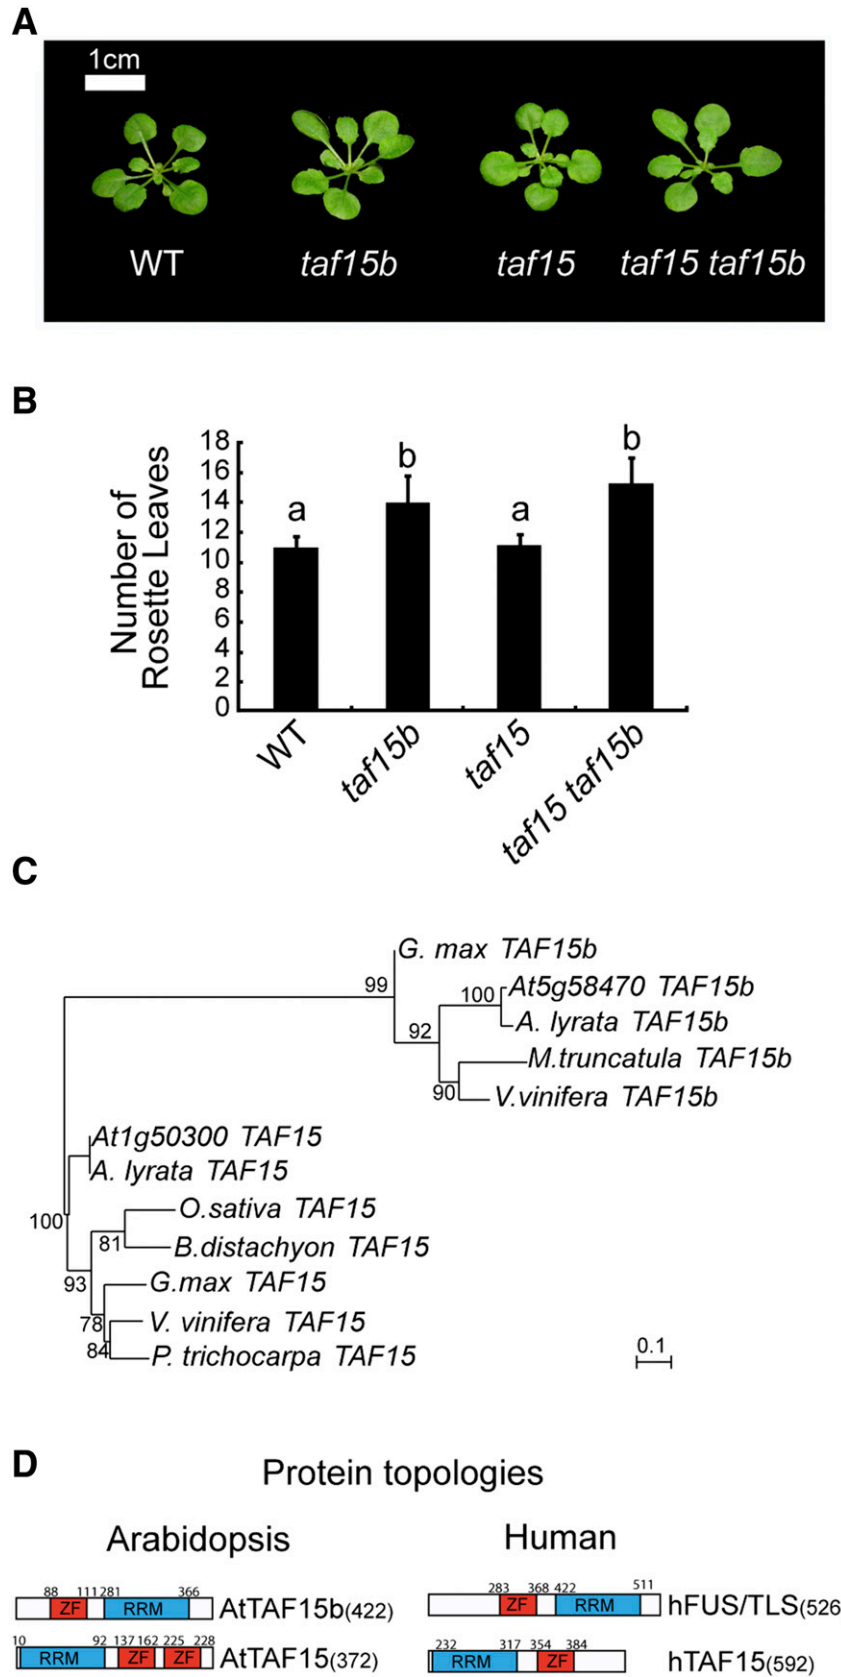 A
1cm
WT taf15b taf15 taf15 taf15b
B
Number of
Rosette Leaves
18
16
14
12
10
8
6
4
2
0
a b a b
WT taf15b taf15 taf15 taf15b
C
G. max TAF15b
99
At5g58470 TAF15b
100
A. lyrata TAF15b
92
M.truncatula TAF15b
90
V.vinifera TAF15b
At1g50300 TAF15
A. lyrata TAF15
O.sativa TAF15
100
81
B.distachyon TAF15
93
G.max TAF15
78
V. vinifera TAF15
84
P. trichocarpa TAF15
0.1
D
Protein topologies
Arabidopsis Human
88 111 281 366
ZF RRM AtTAF15b(422)
283 368 422 511
ZF RRM hFUS/TLS(526
10 92 137 162 225 228
RRM ZF ZF AtTAF15(372)
232 317 354 384
RRM ZF hTAF15(592)